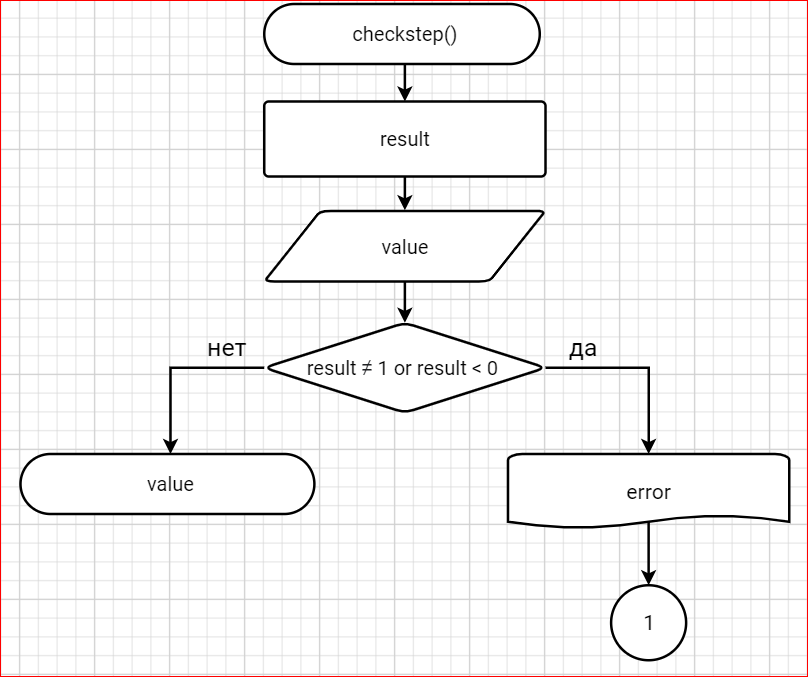 checkstep()
result
value
result ≠ 1 or result < 0
нет
да
value
error
1